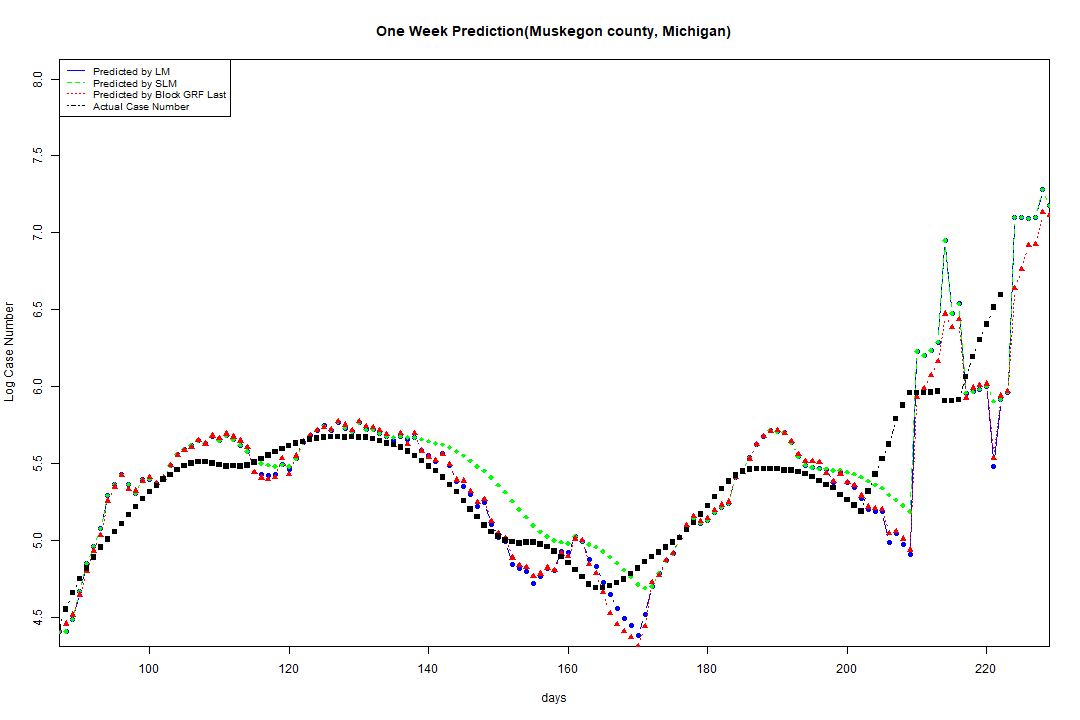 One Week Prediction(Muskegon county, Michigan)
Predicted by LM
Predicted by SLM
Predicted by Block GRF Last
Actual Case Number
8.0
7.5
7.0
6.5
6.0
5.5
5.0
4.5
Log Case Number
100 120 140 160 180 200 220
days